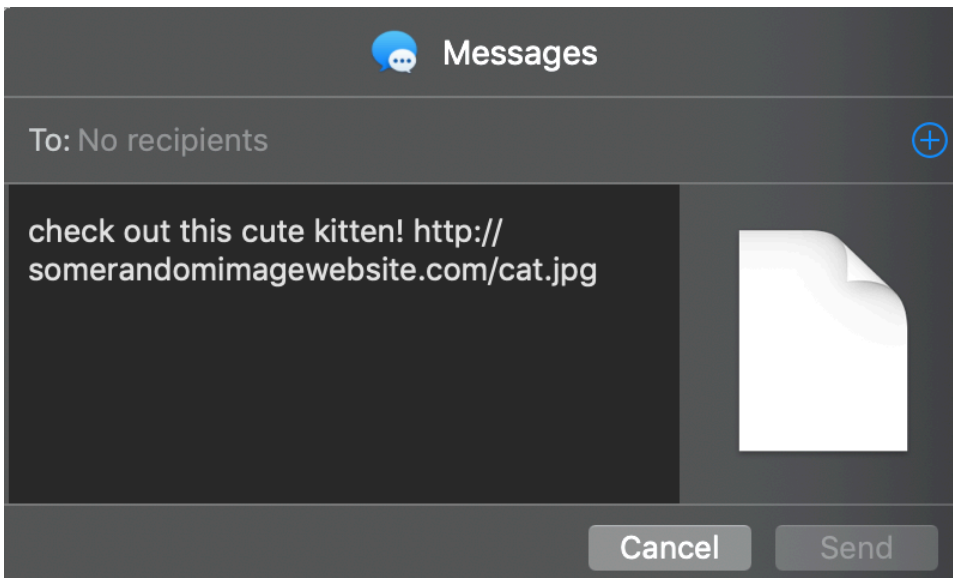 Messages
To: No recipients
check out this cute kitten! http://
somerandomimagewebsite.com/cat.jpg
Cancel Send